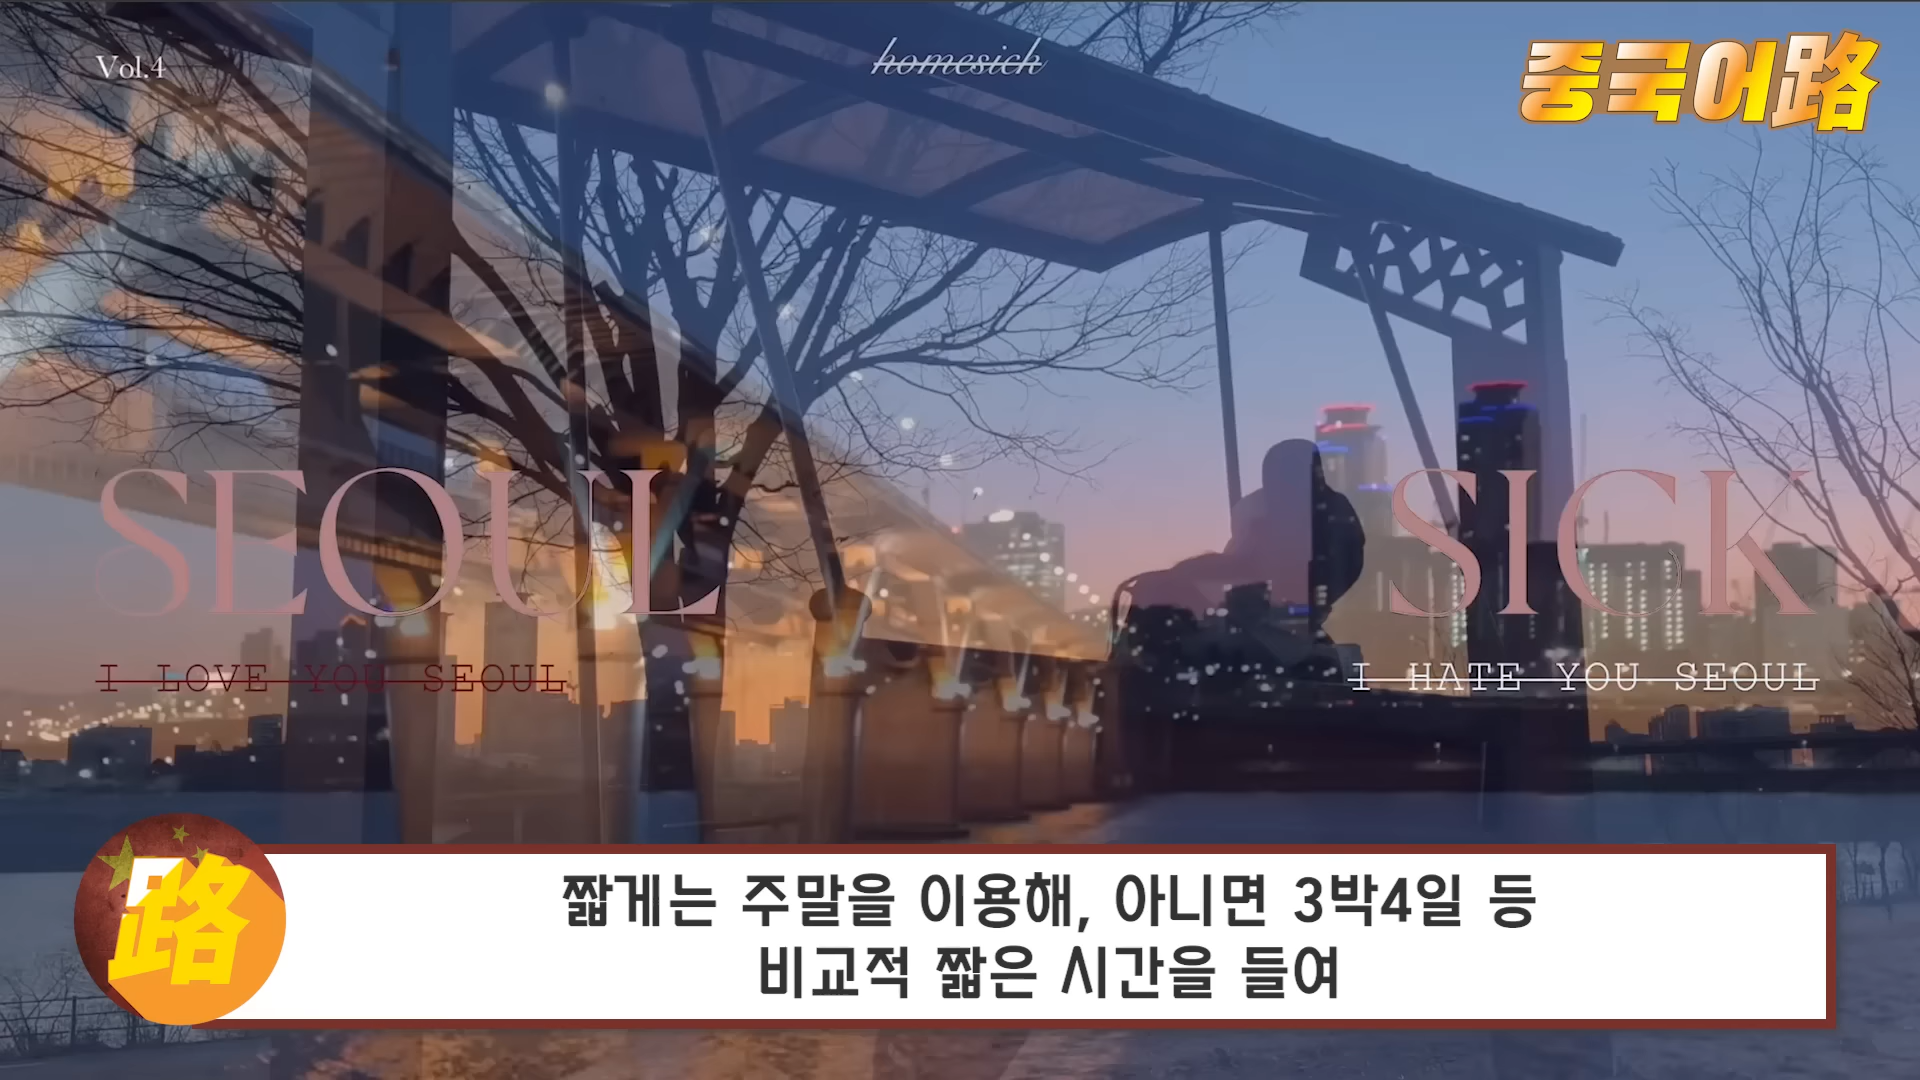 Vol.4
homesick
중국어路
SEOUL SICK
I LOVE YOU SEOUL
I HATE YOU SEOUL
路
짧게는 주말을 이용해, 아니면 3박4일 등
비교적 짧은 시간을 들여